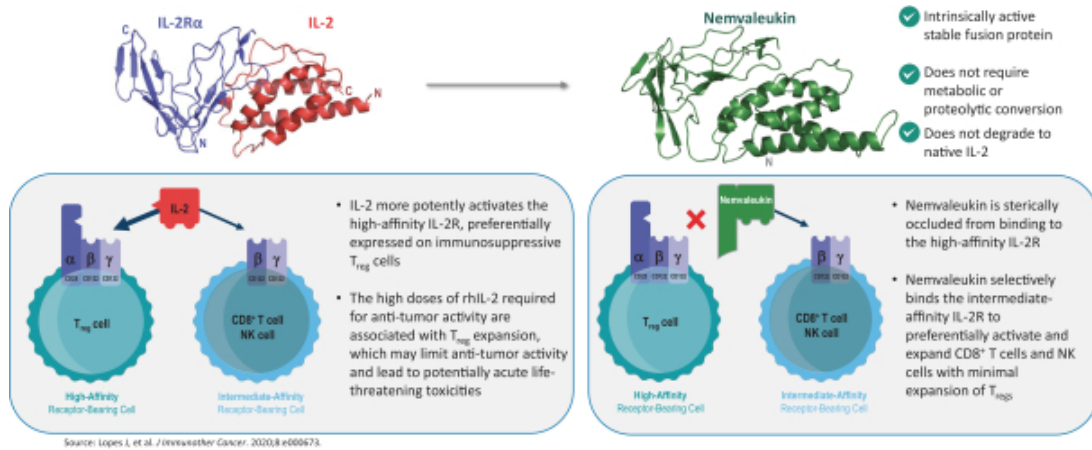 IL-2Rα
IL-2
C
N
C
N
Nemvaleukin
N
Intrinsically active
stable fusion protein
Does not require
metabolic or
proteolytic conversion
Does not degrade to
native IL-2
IL-2
α
β
γ
β
γ
T reg cell
CD8⁺ T cell
NK cell
High-Affinity
Receptor-Bearing Cell
Intermediate-Affinity
Receptor-Bearing Cell
• IL-2 more potently activates the
high-affinity IL-2R, preferentially
expressed on immunosuppressive
T reg cells
• The high doses of rhIL-2 required
for anti-tumor activity are
associated with T reg expansion,
which may limit anti-tumor activity
and lead to potentially acute life-
threatening toxicities
Nemvaleukin
α
β
γ
β
γ
T reg cell
CD8⁺ T cell
NK cell
High-Affinity
Receptor-Bearing Cell
Intermediate-Affinity
Receptor-Bearing Cell
• Nemvaleukin is sterically
occluded from binding to
the high-affinity IL-2R
• Nemvaleukin selectively
binds the intermediate-
affinity IL-2R to
preferentially activate and
expand CD8⁺ T cells and NK
cells with minimal
expansion of T regs
Source: Lopes J, et al. J Immunother Cancer. 2020;8:e000673.